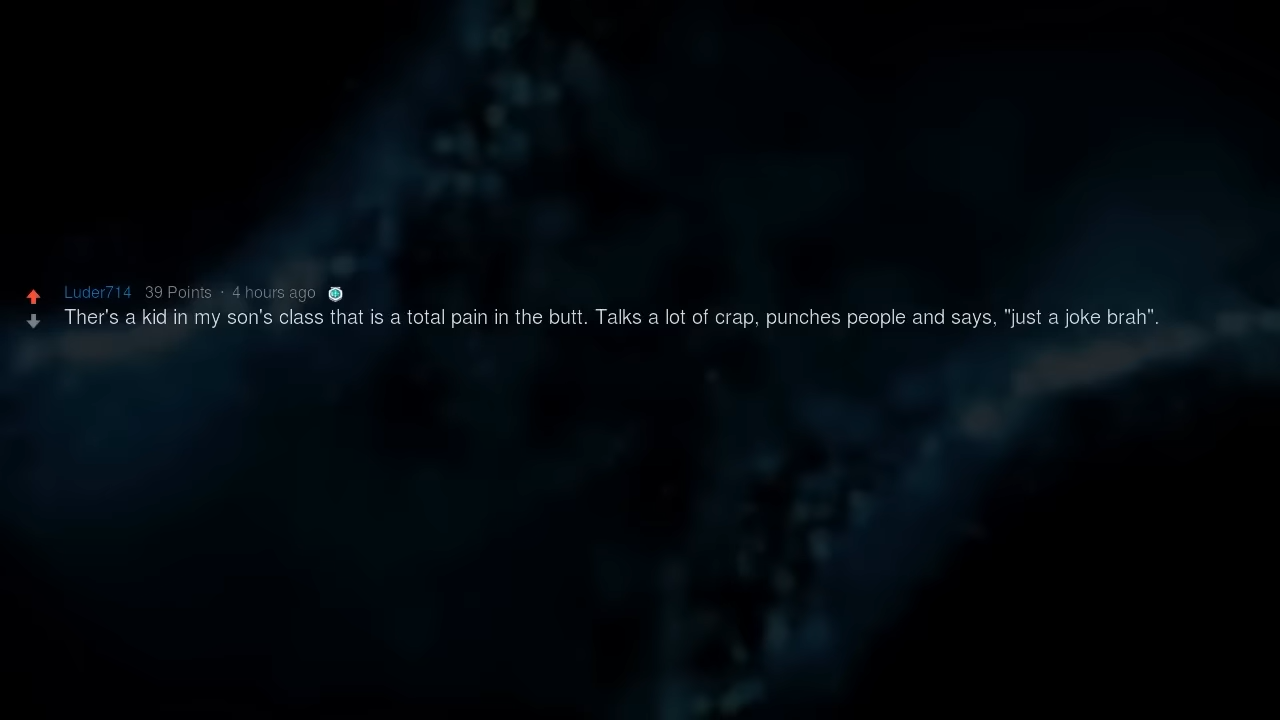 Luder714 39 Points · 4 hours ago
Ther's a kid in my son's class that is a total pain in the butt. Talks a lot of crap, punches people and says, "just a joke brah".